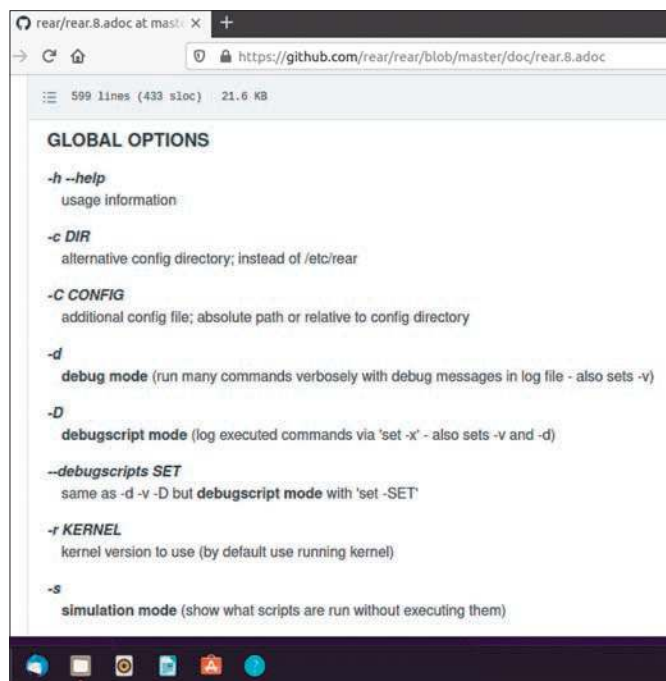 rear/rear.8.adoc at mast
https://github.com/rear/rear/blob/master/doc/rear.8.adoc
599 lines (433 sloc) 21.6 KB
GLOBAL OPTIONS
-h --help
usage information
-c DIR
alternative config directory; instead of /etc/rear
-C CONFIG
additional config file; absolute path or relative to config directory
-d
debug mode (run many commands verbosely with debug messages in log file - also sets -v)
-D
debugscript mode (log executed commands via 'set -x' - also sets -v and -d)
--debugscripts SET
same as -d -v -D but debugscript mode with 'set -SET'
-r KERNEL
kernel version to use (by default use running kernel)
-s
simulation mode (show what scripts are run without executing them)